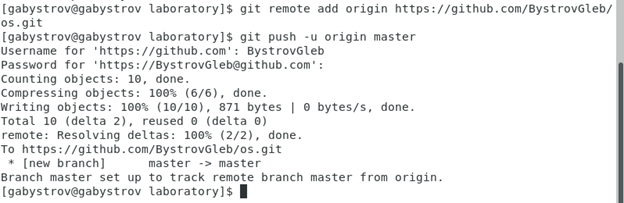 [gabystrov@gabystrov laboratory]$ git remote add origin https://github.com/BystrovGleb/
os.git
[gabystrov@gabystrov laboratory]$ git push -u origin master
Username for 'https://github.com': BystrovGleb
Password for 'https://BystrovGleb@github.com':
Counting objects: 10, done.
Compressing objects: 100% (6/6), done.
Writing objects: 100% (10/10), 871 bytes | 0 bytes/s, done.
Total 10 (delta 2), reused 0 (delta 0)
remote: Resolving deltas: 100% (2/2), done.
To https://github.com/BystrovGleb/os.git
 * [new branch]      master -> master
Branch master set up to track remote branch master from origin.
[gabystrov@gabystrov laboratory]$